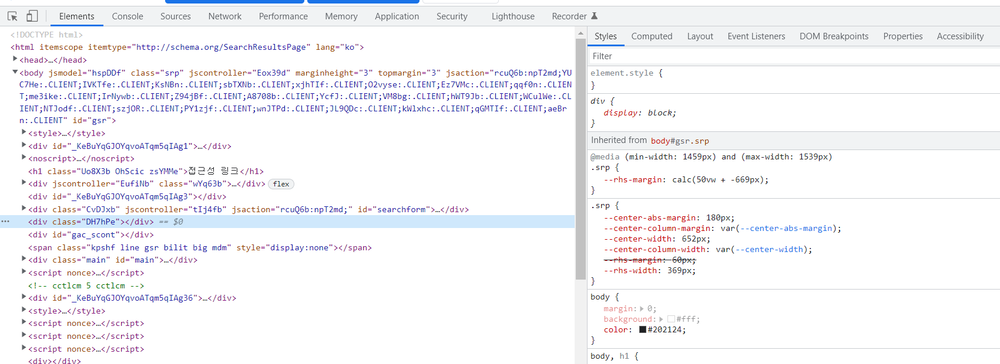 Elements Console Sources Network Performance Memory Application Security Lighthouse Recorder
<!DOCTYPE html>
<html itemscope itemtype="http://schema.org/SearchResultsPage" lang="ko">
<head>…</head>
<body jsmodel="hspDDf" class="srp" jscontroller="Eox39d" marginheight="3" topmargin="3" jsaction="rcuQ6b:npT2md;YU
C7He:.CLIENT;IVKTfe:.CLIENT;KsNBn:.CLIENT;sbTXNb:.CLIENT;xjhTIf:.CLIENT;O2vyse:.CLIENT;Ez7VMc:.CLIENT;qqf0n:.CLIEN
T;me3ike:.CLIENT;IrNywb:.CLIENT;Z94jBf:.CLIENT;A8708b:.CLIENT;YcfJ:.CLIENT;VM8bg:.CLIENT;hWT9Jb:.CLIENT;WCulWe:.CL
IENT;NTJodf:.CLIENT;szjOR:.CLIENT;PY1zjf:.CLIENT;wnJTPd:.CLIENT;JL9QDc:.CLIENT;kWlxhc:.CLIENT;qGMTIf:.CLIENT;aeBr
n:.CLIENT" id="gsr">
<style>…</style>
<div id="_KeBuYqGJOYqvoATqm5qIAg1">…</div>
<noscript>…</noscript>
<h1 class="Uo8X3b OhScic zsYMMe">접근성 링크</h1>
<div jscontroller="EufiNb" class="wYq63b">…</div> flex
<div id="_KeBuYqGJOYqvoATqm5qIAg3"></div>
<div class="CvDJxb" jscontroller="tIj4fb" jsaction="rcuQ6b:npT2md;" id="searchform">…</div>
<div class="DH7hPe"></div> == $0
<div id="gac_scont"></div>
<span class="kpshf line gsr bilit big mdm" style="display:none"></span>
<div class="main" id="main">…</div>
<script nonce>…</script>
<!-- cctlcm 5 cctlcm -->
<div id="_KeBuYqGJOYqvoATqm5qIAg36">…</div>
<style>…</style>
<script nonce>…</script>
<script nonce>…</script>
<script nonce>…</script>
<div></div>
Styles Computed Layout Event Listeners DOM Breakpoints Properties Accessibility
Filter
element.style {
}
div {
display: block;
}
Inherited from body#gsr.srp
@media (min-width: 1459px) and (max-width: 1539px)
.srp {
--rhs-margin: calc(50vw + -669px);
}
.srp {
--center-abs-margin: 180px;
--center-column-margin: var(--center-abs-margin);
--center-width: 652px;
--center-column-width: var(--center-width);
--rhs-margin: 60px;
--rhs-width: 369px;
}
body {
margin: 0;
background: #fff;
color: #202124;
}
body, h1 {